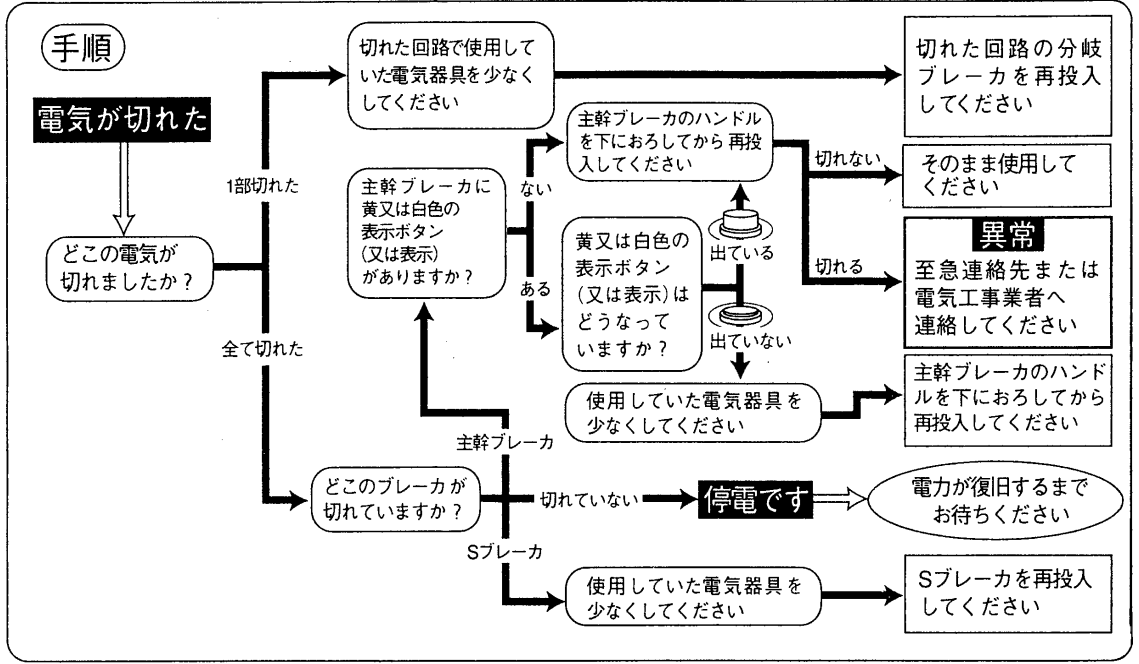 手順
電気が切れた
どこの電気が
切れましたか？
1部切れた
全て切れた
切れた回路で使用して
いた電気器具を少なく
してください
切れた回路の分岐
ブレーカを再投入
してください
主幹ブレーカに
黄又は白色の
表示ボタン
(又は表示)
がありますか？
ない
ある
主幹ブレーカのハンドル
を下におろしてから再投
入してください
切れない
そのまま使用して
ください
切れる
異常
至急連絡先または
電気工事業者へ
連絡してください
黄又は白色の
表示ボタン
(又は表示)は
どうなって
いますか？
出ている
出ていない
使用していた電気器具を
少なくしてください
主幹ブレーカのハンド
ルを下におろしてから
再投入してください
どこのブレーカが
切れていますか？
主幹ブレーカ
切れていない
停電です
電力が復旧するまで
お待ちください
Sブレーカ
使用していた電気器具を
少なくしてください
Sブレーカを再投入
してください